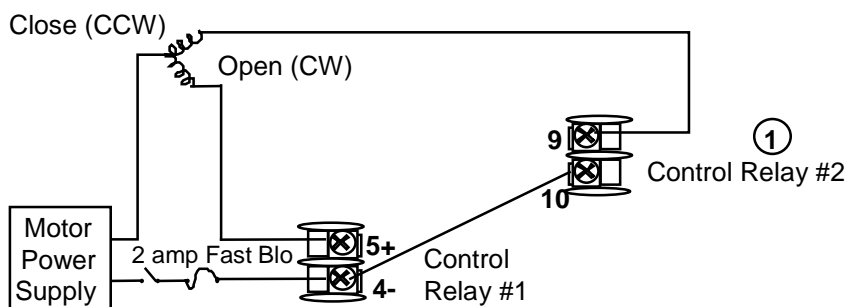 Close (CCW)
Open (CW)
9
1
Control Relay #2
10
Motor
Power
Supply
2 amp Fast Blo
5+
4-
Control
Relay #1